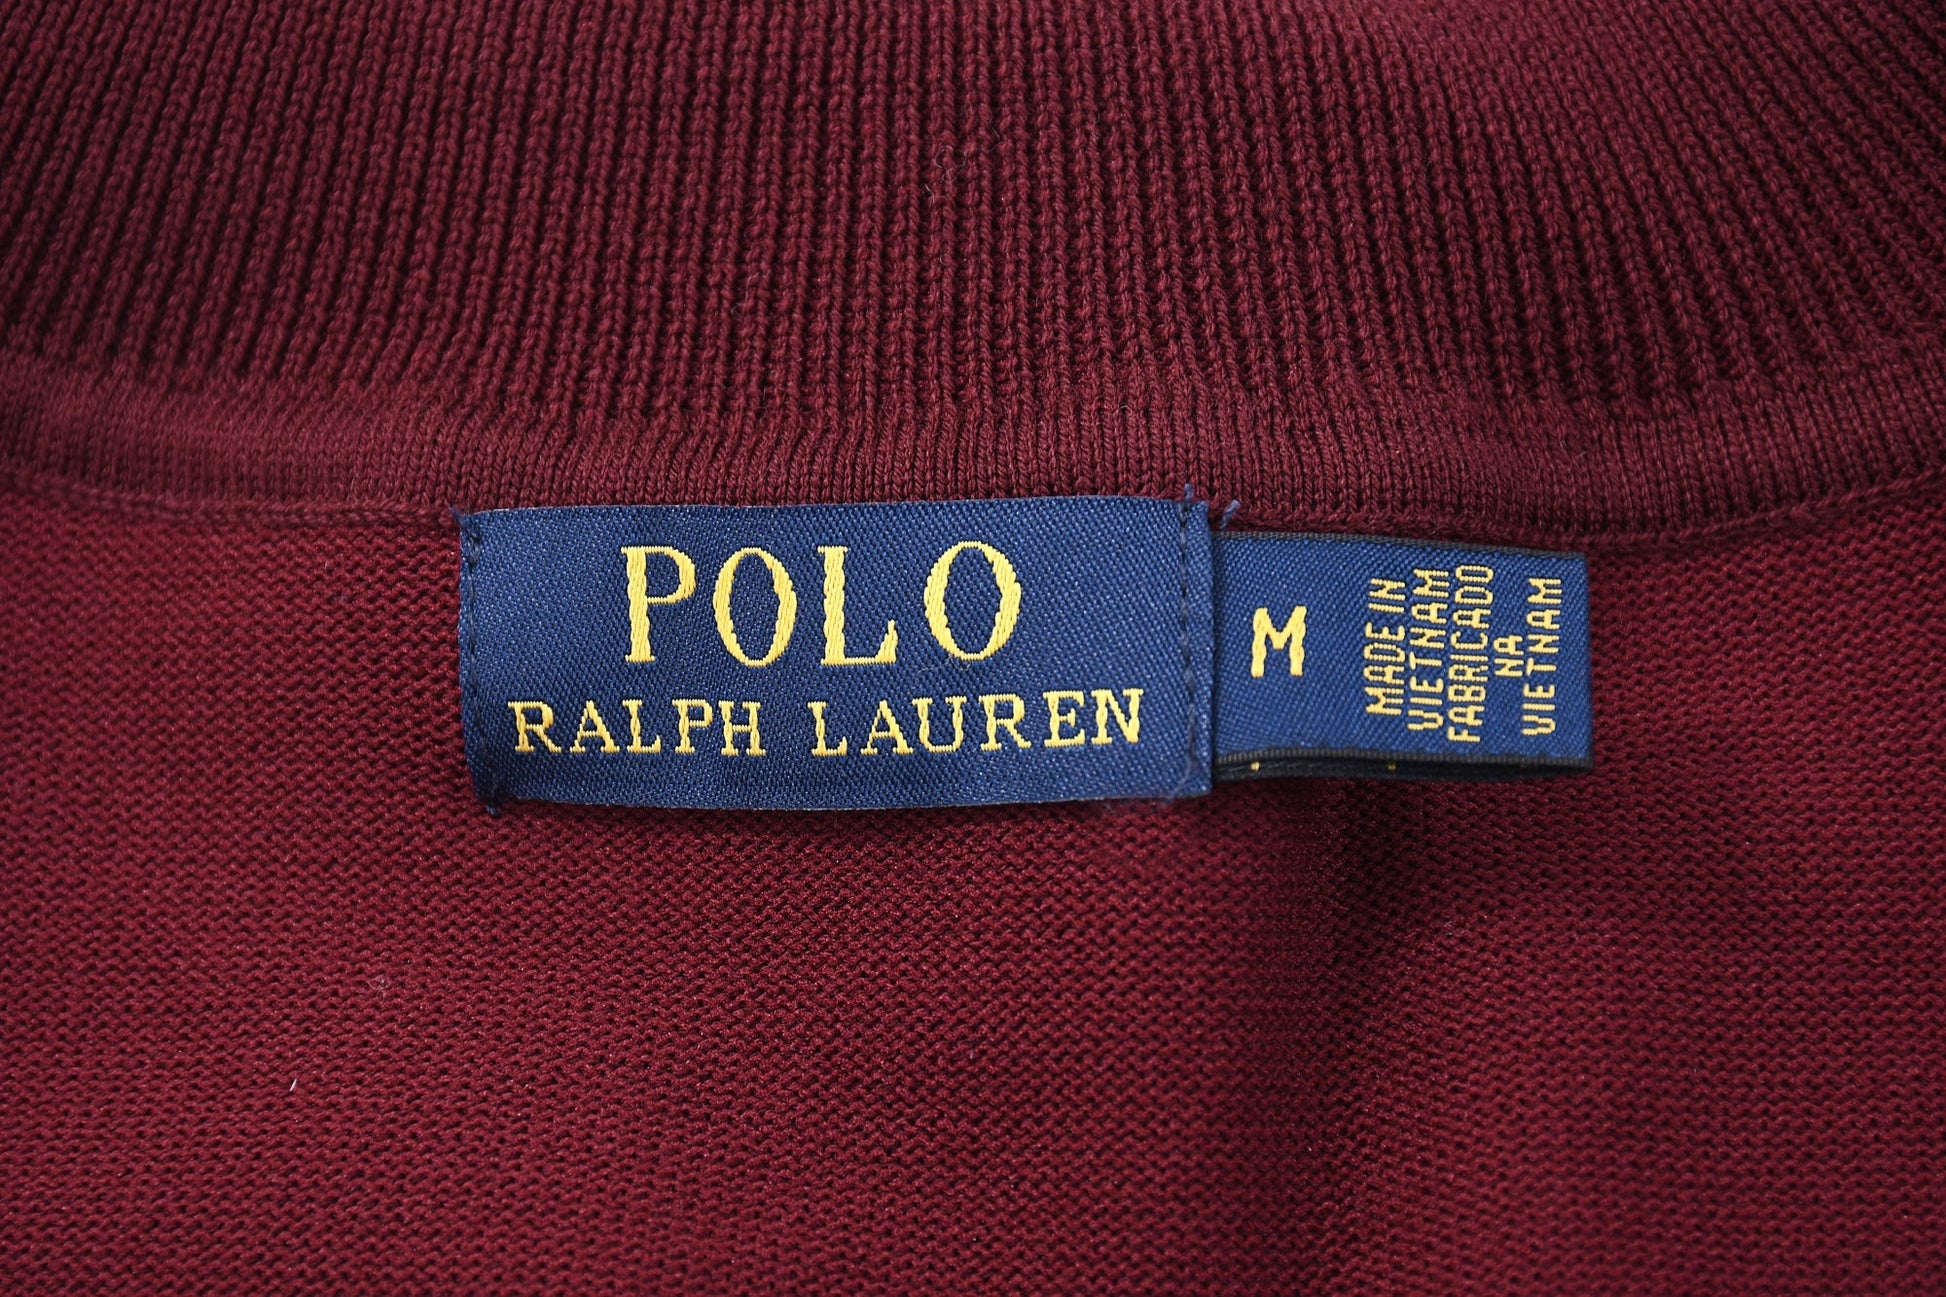 POLO
RALPH LAUREN
M
MADE IN
VIETNAM
FABRICADO
NA
VIETNAM